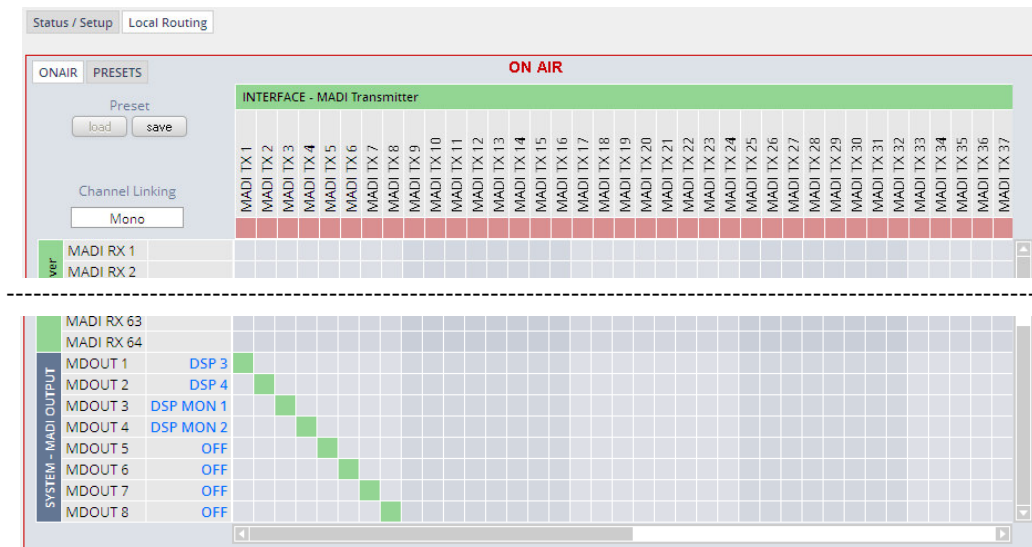 Status / Setup Local Routing
ONAIR PRESETS ON AIR
Preset
load save
Channel Linking
Mono
INTERFACE - MADI Transmitter
MADI TX 1
MADI TX 2
MADI TX 3
MADI TX 4
MADI TX 5
MADI TX 6
MADI TX 7
MADI TX 8
MADI TX 9
MADI TX 10
MADI TX 11
MADI TX 12
MADI TX 13
MADI TX 14
MADI TX 15
MADI TX 16
MADI TX 17
MADI TX 18
MADI TX 19
MADI TX 20
MADI TX 21
MADI TX 22
MADI TX 23
MADI TX 24
MADI TX 25
MADI TX 26
MADI TX 27
MADI TX 28
MADI TX 29
MADI TX 30
MADI TX 31
MADI TX 32
MADI TX 33
MADI TX 34
MADI TX 35
MADI TX 36
MADI TX 37
ver
MADI RX 1
MADI RX 2
MADI RX 63
MADI RX 64
SYSTEM - MADI OUTPUT
MDOUT 1 DSP 3
MDOUT 2 DSP 4
MDOUT 3 DSP MON 1
MDOUT 4 DSP MON 2
MDOUT 5 OFF
MDOUT 6 OFF
MDOUT 7 OFF
MDOUT 8 OFF